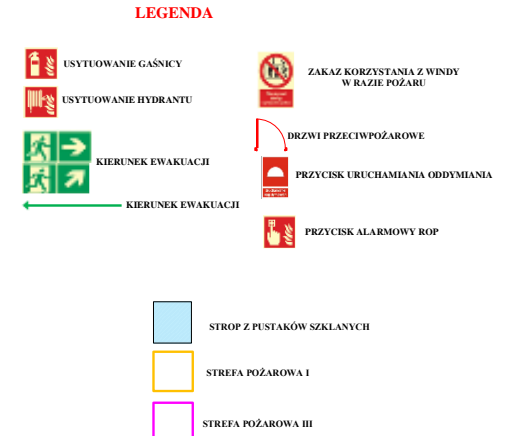 LEGENDA
USYTUOWANIE GAŚNICY
USYTUOWANIE HYDRANTU
KIERUNEK EWAKUACJI
KIERUNEK EWAKUACJI
ZAKAZ KORZYSTANIA Z WINDY
W RAZIE POŻARU
DRZWI PRZECIWPOŻAROWE
PRZYCISK URUCHAMIANIA ODDYMIANIA
PRZYCISK ALARMOWY ROP
STROP Z PUSTAKÓW SZKLANYCH
STREFA POŻAROWA I
STREFA POŻAROWA III